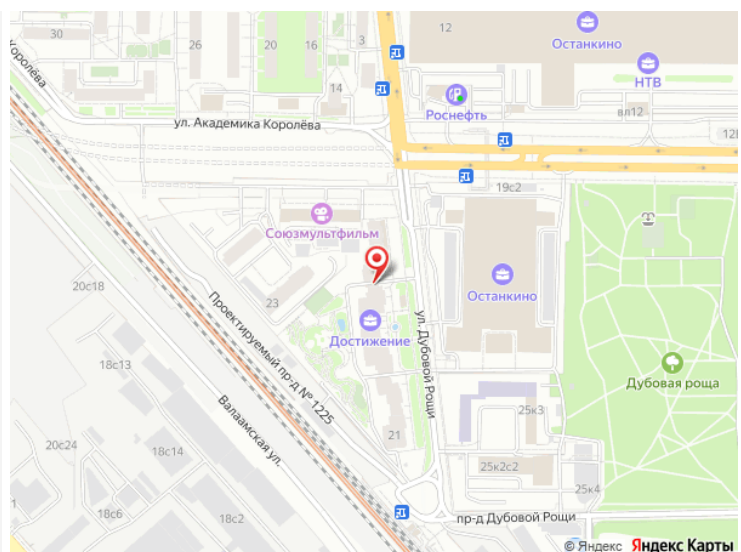 30
26
20
16
3
Останкино
НТВ
14
Роснефть
вл12
ул. Академика Королёва
Королёва
19с2
Союзмультфильм
20с18
23
Останкино
Проектируемый пр-д № 1225
ул. Дубовой Рощи
Достижение
18с13
Дубовая роща
Валаамская ул.
25к3
21
20с24
18с14
25к2с2
25к4
18с6
18с2
пр-д Дубовой Рощи
© Яндекс Яндекс Карты